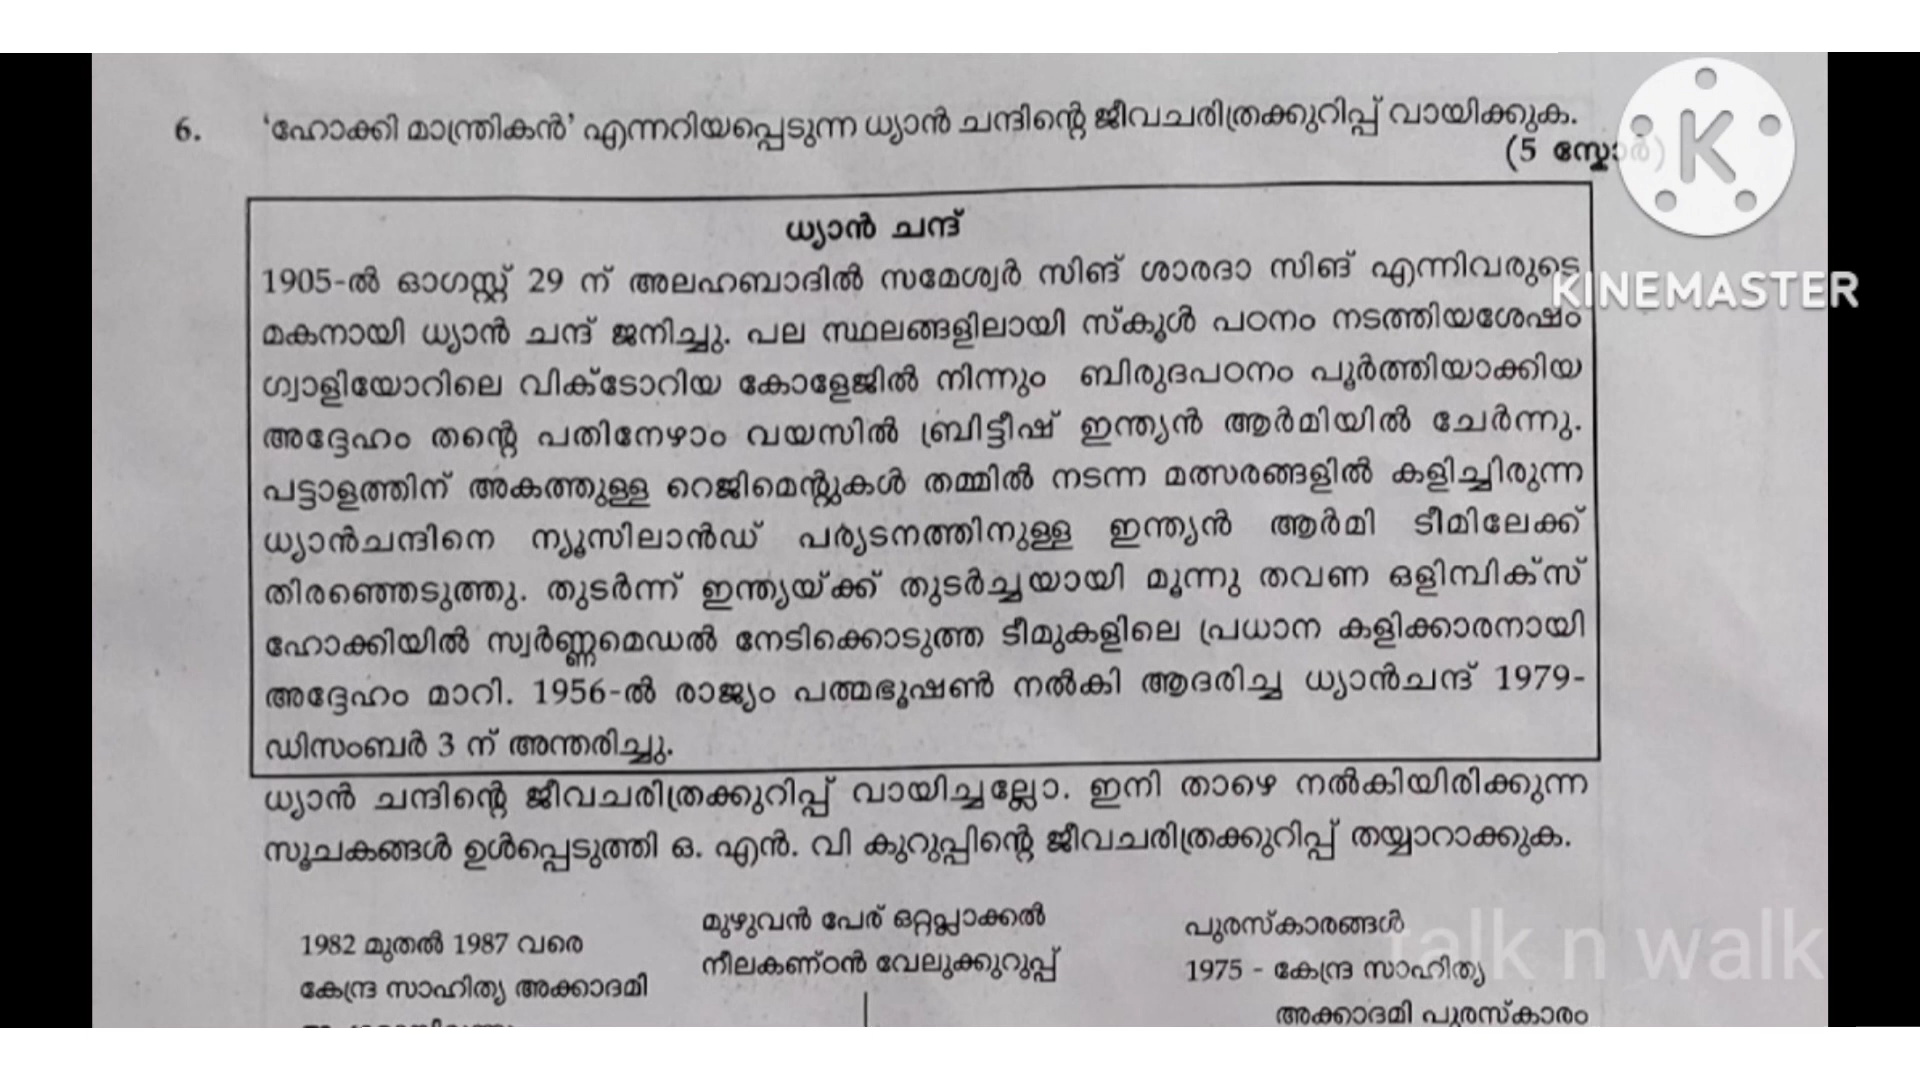 6. 'ഹോക്കി മാന്ത്രികൻ' എന്നറിയപ്പെടുന്ന ധ്യാൻ ചന്ദിന്റെ ജീവചരിത്രക്കുറിപ്പ് വായിക്കുക.
(5 സ്കോർ)
K
KINEMASTER
ധ്യാൻ ചന്ദ്
1905-ൽ ഓഗസ്റ്റ് 29 ന് അലഹബാദിൽ സമേശ്വർ സിങ് ശാരദാ സിങ് എന്നിവരുടെ
മകനായി ധ്യാൻ ചന്ദ് ജനിച്ചു. പല സ്ഥലങ്ങളിലായി സ്കൂൾ പഠനം നടത്തിയശേഷം
ഗ്വാളിയോറിലെ വിക്ടോറിയ കോളേജിൽ നിന്നും ബിരുദപഠനം പൂർത്തിയാക്കിയ
അദ്ദേഹം തന്റെ പതിനേഴാം വയസിൽ ബ്രിട്ടീഷ് ഇന്ത്യൻ ആർമിയിൽ ചേർന്നു.
പട്ടാളത്തിന് അകത്തുള്ള റെജിമെന്റുകൾ തമ്മിൽ നടന്ന മത്സരങ്ങളിൽ കളിച്ചിരുന്ന
ധ്യാൻചന്ദിനെ ന്യൂസിലാൻഡ് പര്യടനത്തിനുള്ള ഇന്ത്യൻ ആർമി ടീമിലേക്ക്
തിരഞ്ഞെടുത്തു. തുടർന്ന് ഇന്ത്യയ്ക്ക് തുടർച്ചയായി മൂന്നു തവണ ഒളിമ്പിക്സ്
ഹോക്കിയിൽ സ്വർണ്ണമെഡൽ നേടിക്കൊടുത്ത ടീമുകളിലെ പ്രധാന കളിക്കാരനായി
അദ്ദേഹം മാറി. 1956-ൽ രാജ്യം പത്മഭൂഷൺ നൽകി ആദരിച്ച ധ്യാൻചന്ദ് 1979-
ഡിസംബർ 3 ന് അന്തരിച്ചു.
ധ്യാൻ ചന്ദിന്റെ ജീവചരിത്രക്കുറിപ്പ് വായിച്ചല്ലോ. ഇനി താഴെ നൽകിയിരിക്കുന്ന
സൂചകങ്ങൾ ഉൾപ്പെടുത്തി ഒ. എൻ. വി കുറുപ്പിന്റെ ജീവചരിത്രക്കുറിപ്പ് തയ്യാറാക്കുക.
1982 മുതൽ 1987 വരെ
കേന്ദ്ര സാഹിത്യ അക്കാദമി
മുഴുവൻ പേര് ഒറ്റപ്ലാക്കൽ
നീലകണ്ഠൻ വേലുക്കുറുപ്പ്
പുരസ്കാരങ്ങൾ
1975 - കേന്ദ്ര സാഹിത്യ
അക്കാദമി പുരസ്കാരം
talk n walk